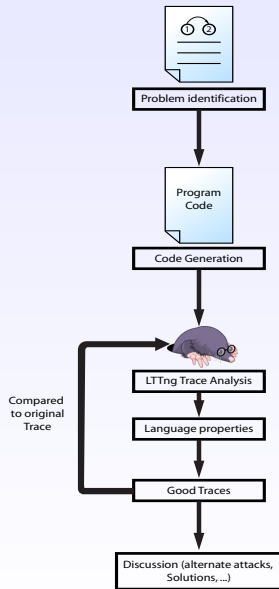 1 2
Problem identification
Program
Code
Code Generation
LTTng Trace Analysis
Language properties
Compared
to original
Trace
Good Traces
Discussion (alternate attacks,
Solutions, ...)